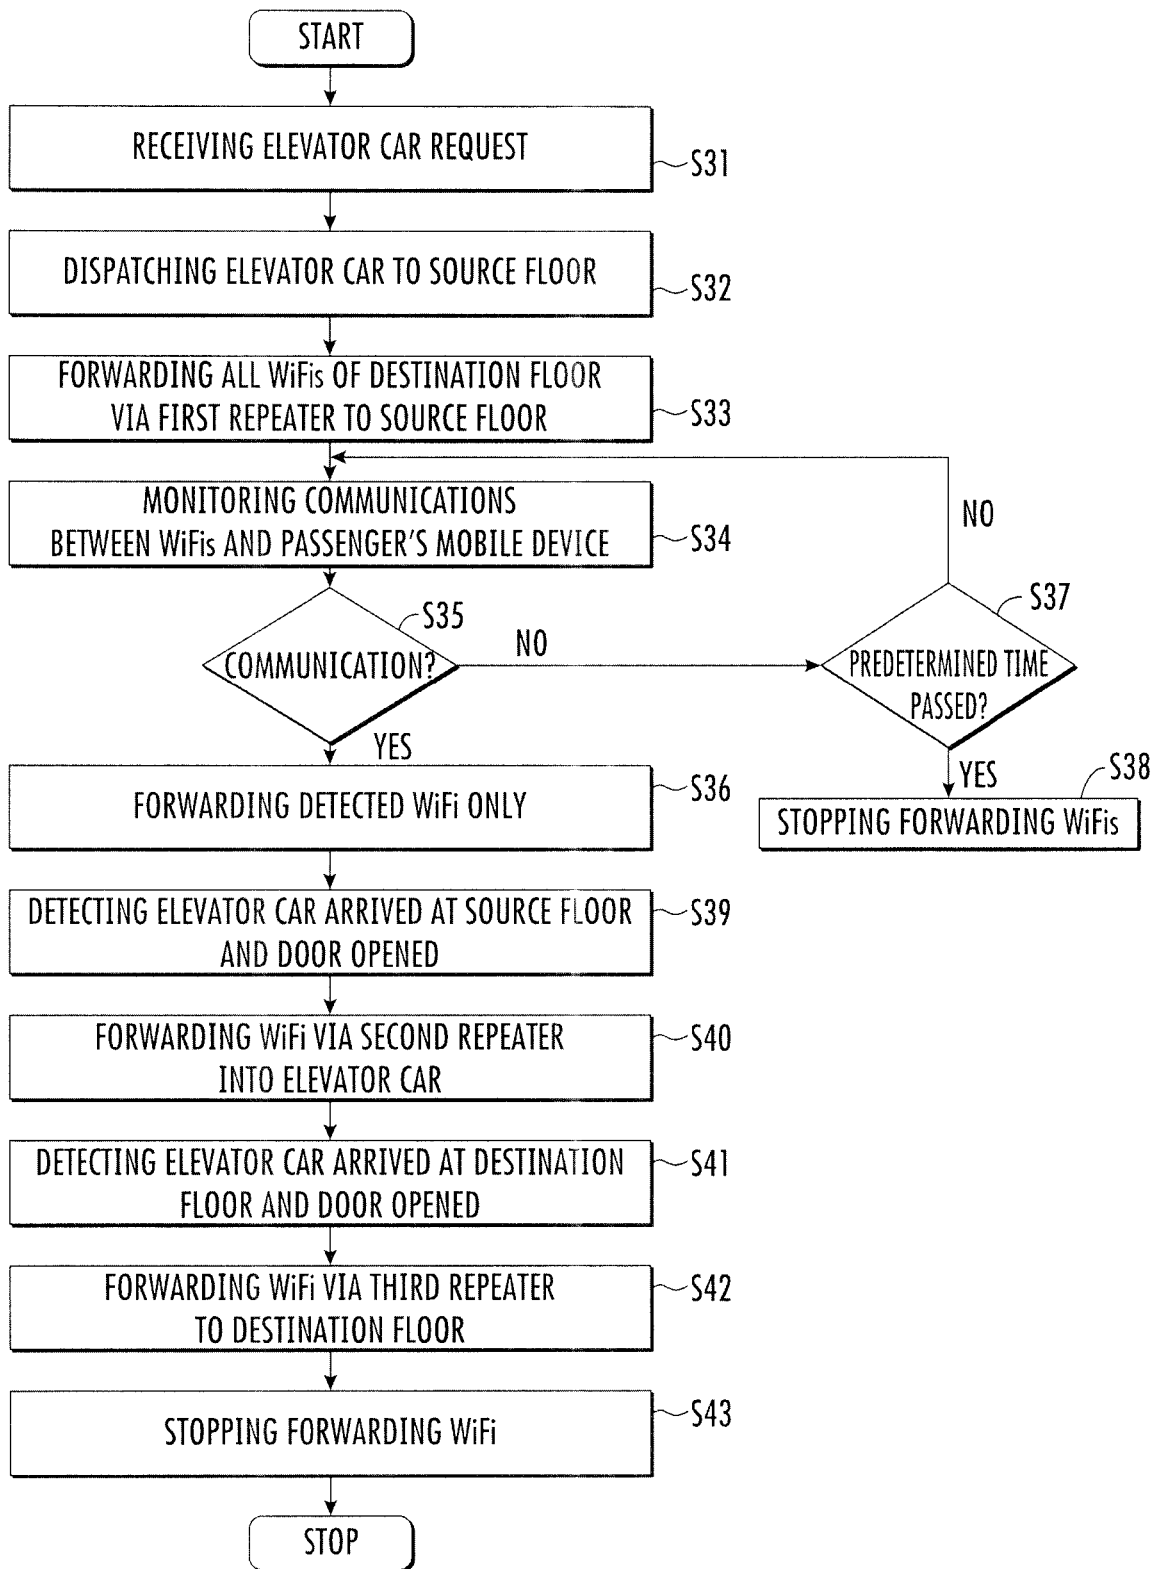 START
RECEIVING ELEVATOR CAR REQUEST
S31
DISPATCHING ELEVATOR CAR TO SOURCE FLOOR
S32
FORWARDING ALL WiFis OF DESTINATION FLOOR
VIA FIRST REPEATER TO SOURCE FLOOR
S33
MONITORING COMMUNICATIONS
BETWEEN WiFis AND PASSENGER'S MOBILE DEVICE
S34
NO
S35
COMMUNICATION?
NO
S37
PREDETERMINED TIME
PASSED?
YES
YES
FORWARDING DETECTED WiFi ONLY
S36
S38
STOPPING FORWARDING WiFis
DETECTING ELEVATOR CAR ARRIVED AT SOURCE FLOOR
AND DOOR OPENED
S39
FORWARDING WiFi VIA SECOND REPEATER
INTO ELEVATOR CAR
S40
DETECTING ELEVATOR CAR ARRIVED AT DESTINATION
FLOOR AND DOOR OPENED
S41
FORWARDING WiFi VIA THIRD REPEATER
TO DESTINATION FLOOR
S42
STOPPING FORWARDING WiFi
S43
STOP